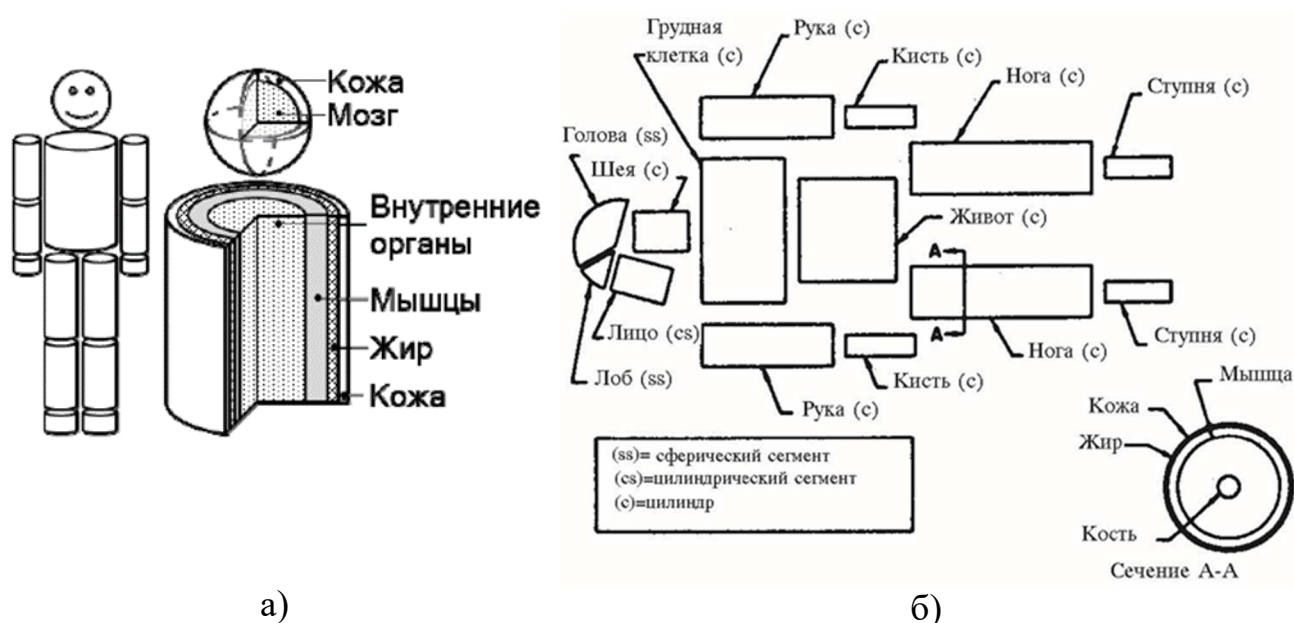 Кожа
Мозг
Внутренние
органы
Мышцы
Жир
Кожа
а)
Грудная
клетка (c)
Рука (c)
Кисть (c)
Нога (c)
Ступня (c)
Голова (ss)
Шея (c)
Живот (c)
A
A
Лицо (cs)
Лоб (ss)
Рука (c)
Кисть (c)
Нога (c)
Ступня (c)
(ss)= сферический сегмент
(cs)=цилиндрический сегмент
(c)=цилиндр
Мышца
Кожа
Жир
Кость
Сечение А-А
б)